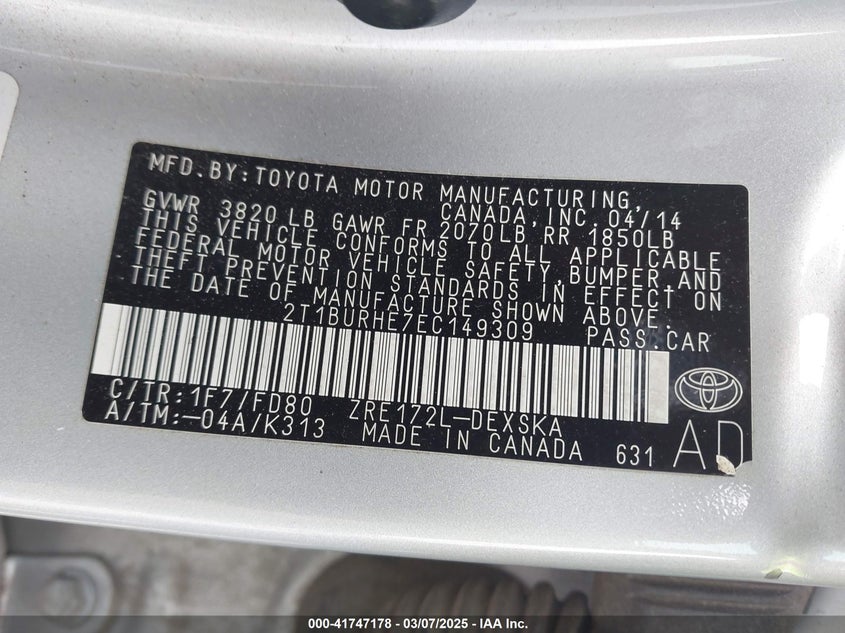 MFD.BY:TOYOTA MOTOR MANUFACTURING,
CANADA,INC. 04/14
GVWR 3820 LB GAWR FR 2070LB, RR 1850LB
THIS VEHICLE CONFORMS TO ALL APPLICABLE
FEDERAL MOTOR VEHICLE SAFETY, BUMPER, AND
THEFT PREVENTION STANDARDS IN EFFECT ON
THE DATE OF MANUFACTURE SHOWN ABOVE.
2T1BURHE7EC149309 PASS.CAR
C/TR:1F7/FD80 ZRE172L-DEXSKA
A/TM:-04A/K313 MADE IN CANADA 631 AD
000-41747178 | 03/07/2025 | IAA Inc.